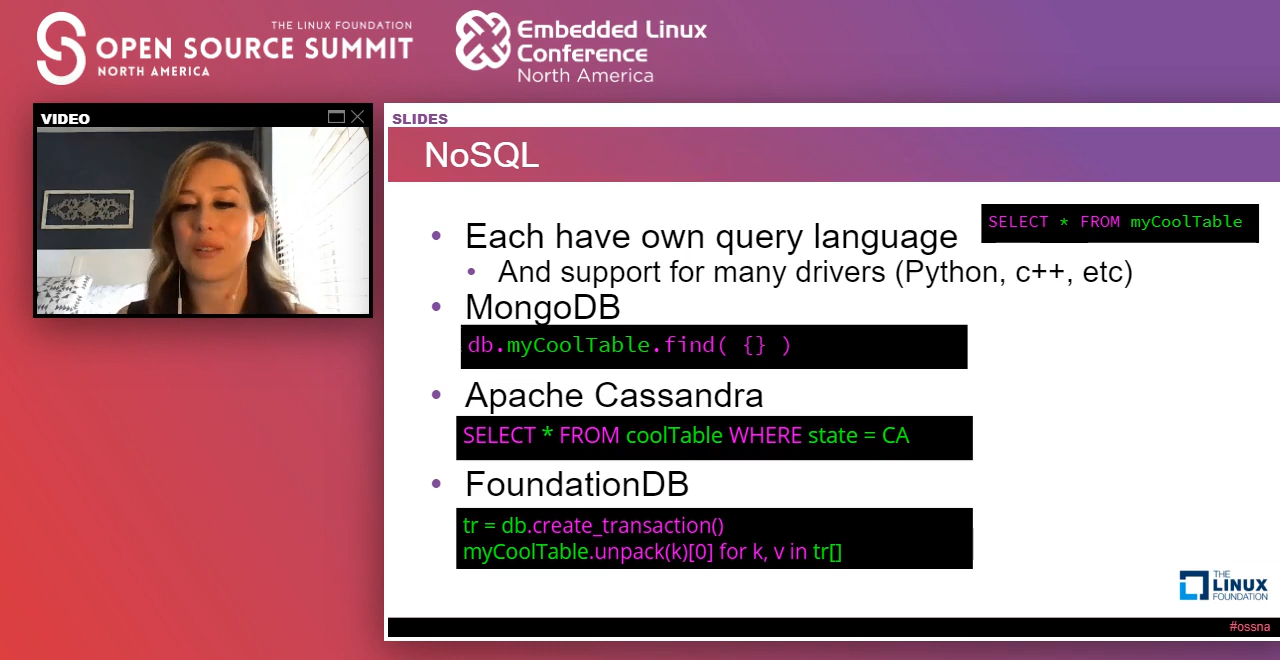 THE LINUX FOUNDATION
OPEN SOURCE SUMMIT
NORTH AMERICA
Embedded Linux
Conference
North America
VIDEO
SLIDES
NoSQL
SELECT * FROM myCoolTable
Each have own query language
And support for many drivers (Python, c++, etc)
MongoDB
db.myCoolTable.find( {} )
Apache Cassandra
SELECT * FROM coolTable WHERE state = CA
FoundationDB
tr = db.create_transaction()
myCoolTable.unpack(k)[0] for k, v in tr[]
THE
LINUX
FOUNDATION
#ossna